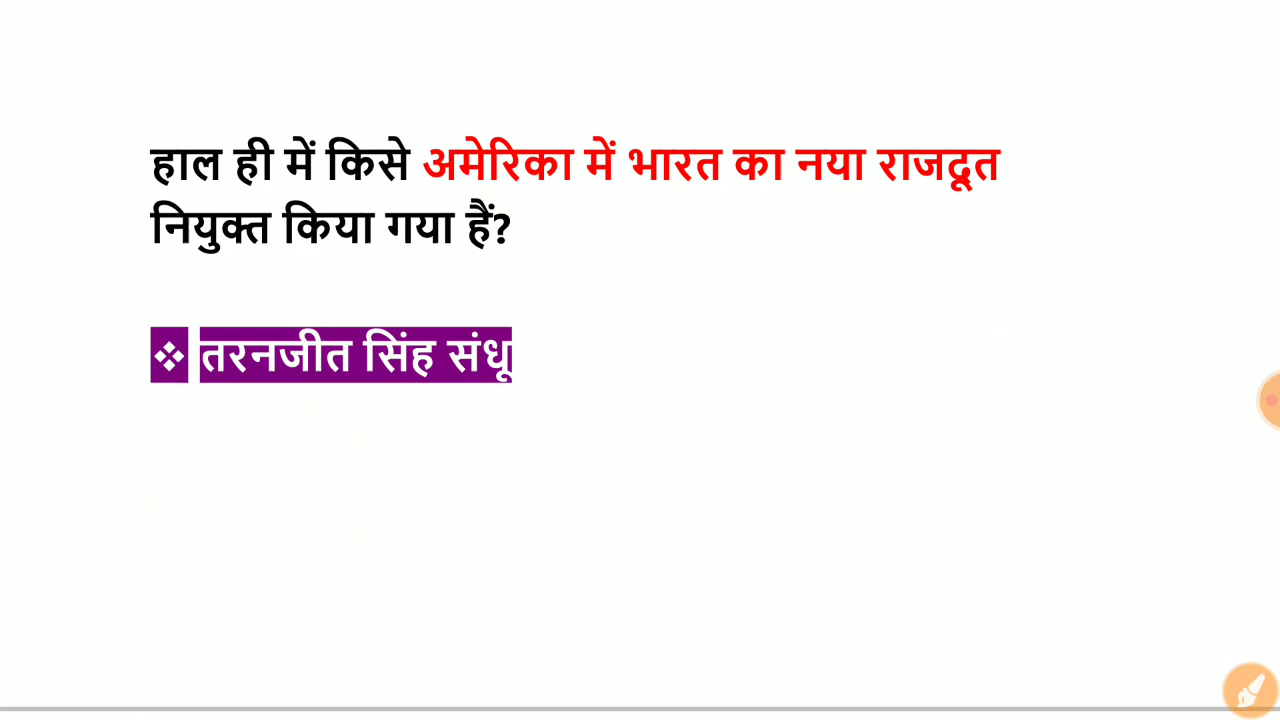 हाल ही में किसे अमेरिका में भारत का नया राजदूत
नियुक्त किया गया हैं?
❖ तरनजीत सिंह संधू